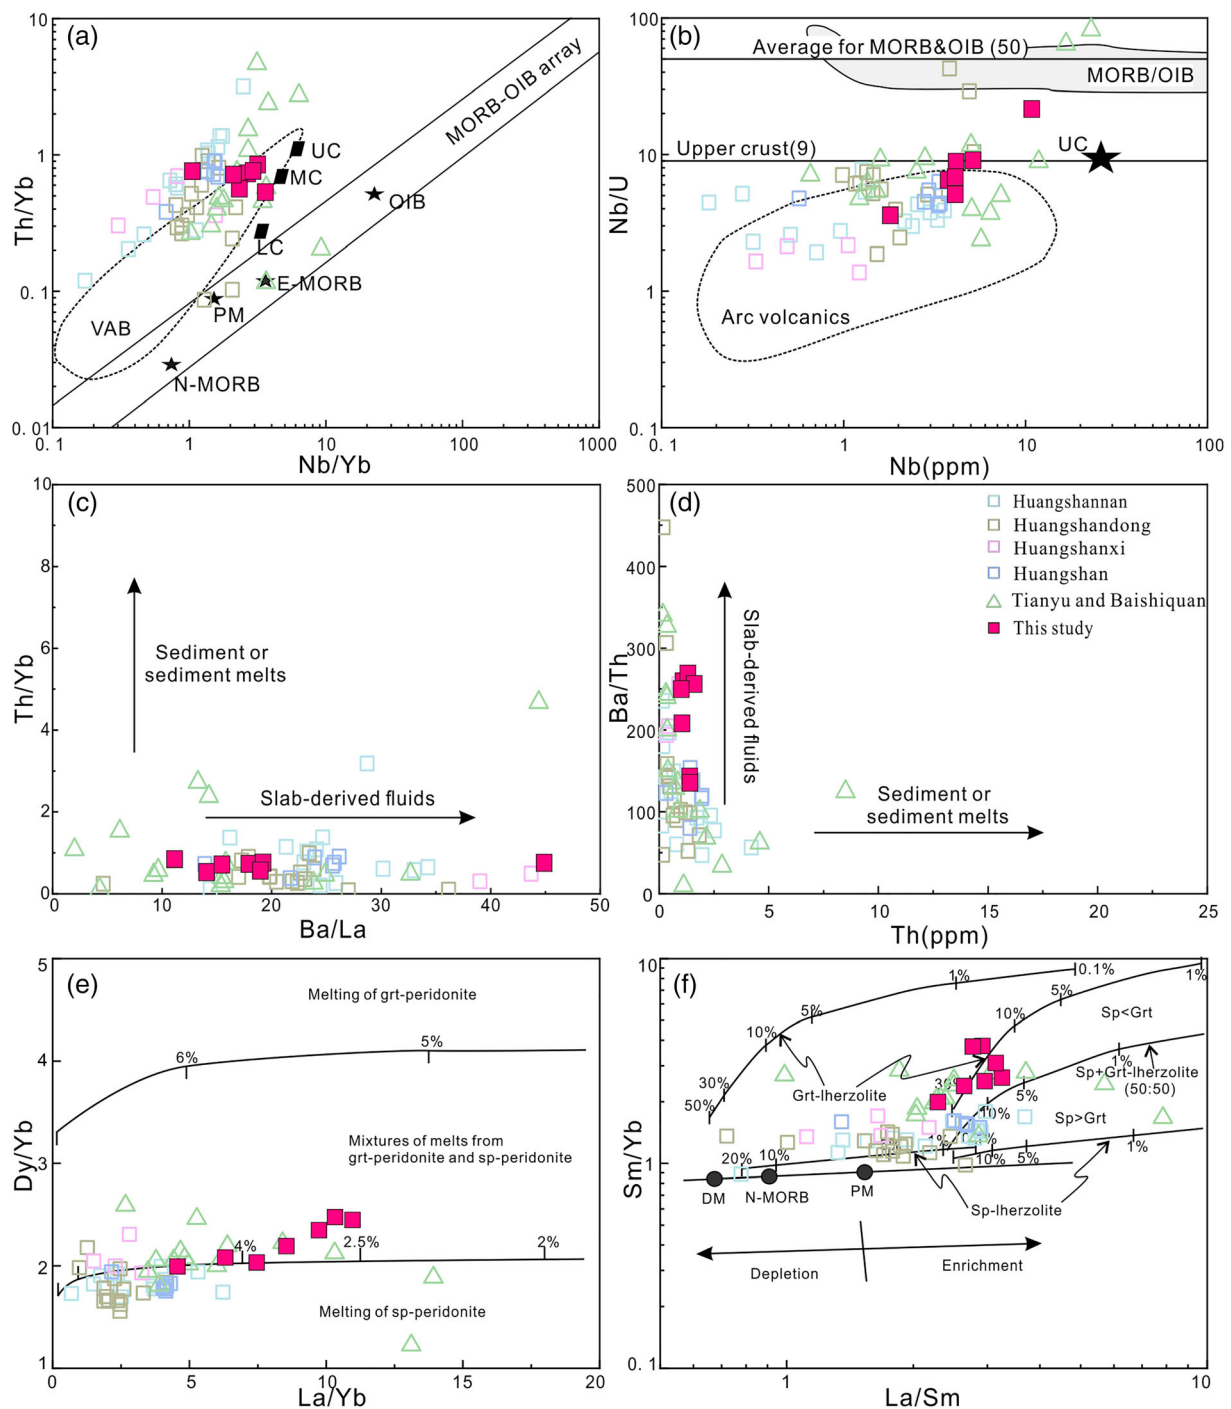 (a)
10
1
0.1
0.01
Th/Yb
MORB-OIB array
UC
MC
OIB
LC
E-MORB
PM
VAB
N-MORB
0.1
1
10
100
1000
Nb/Yb
(b)
100
10
1
0.1
Nb/U
Average for MORB&OIB (50)
MORB/OIB
UC
Upper crust(9)
Arc volcanics
0.1
1
10
100
Nb(ppm)
(c)
10
8
6
4
2
0
Th/Yb
Sediment or
sediment melts
Slab-derived fluids
0
10
20
30
40
50
Ba/La
(d)
500
400
300
200
100
0
Ba/Th
Huangshannan
Huangshandong
Huangshanxi
Huangshan
Tianyu and Baishiquan
This study
Slab-derived fluids
Sediment or
sediment melts
0
5
10
15
20
25
Th(ppm)
(e)
5
4
3
2
1
Dy/Yb
Melting of grt-peridonite
6%
5%
Mixtures of melts from
grt-peridonite and sp-peridonite
4%
2.5%
2%
Melting of sp-peridonite
0
5
10
15
20
La/Yb
(f)
10
1
0.1
Sm/Yb
1%
0.1%
5%
1%
5%
10%
10%
Sp<Grt
30%
50%
Grt-lherzolite
1%
Sp+Grt-lherzolite
(50:50)
5%
10%
Sp>Grt
1%
20%
10%
10%
5%
1%
DM
N-MORB
PM
Sp-lherzolite
Depletion
Enrichment
1
10
La/Sm